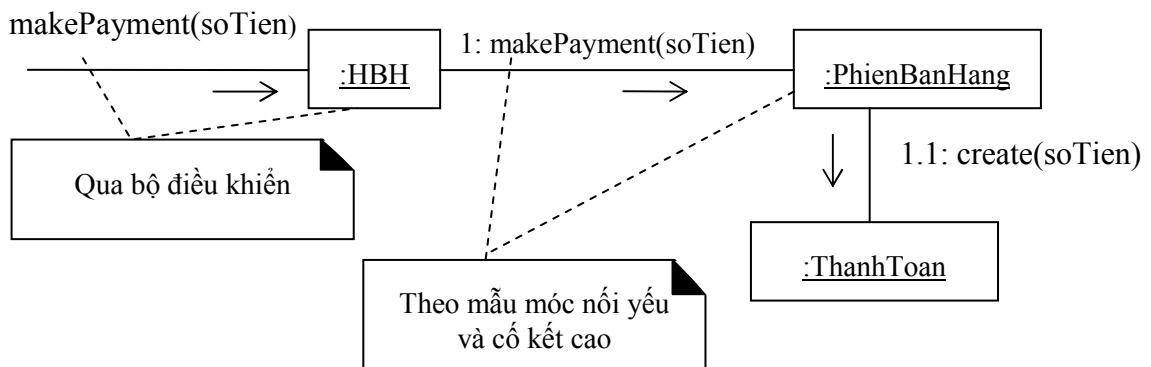 makePayment(soTien)
:HBH
1: makePayment(soTien)
:PhienBanHang
Qua bộ điều khiển
1.1: create(soTien)
:ThanhToan
Theo mẫu móc nối yếu
và cố kết cao